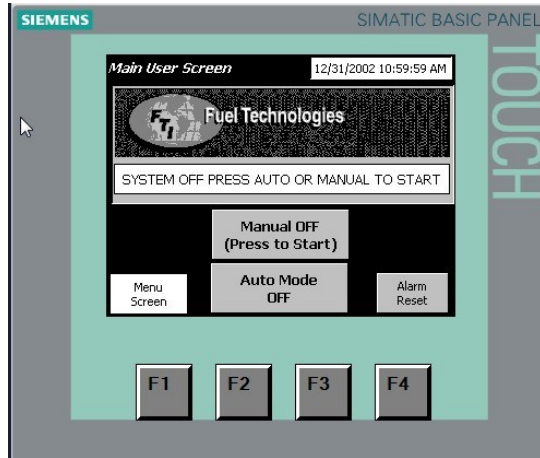 SIEMENS
SIMATIC BASIC PANEL
TOUCH
Main User Screen
12/31/2002 10:59:59 AM
FTI
Fuel Technologies
SYSTEM OFF PRESS AUTO OR MANUAL TO START
Manual OFF
(Press to Start)
Auto Mode
OFF
Menu
Screen
Alarm
Reset
F1
F2
F3
F4